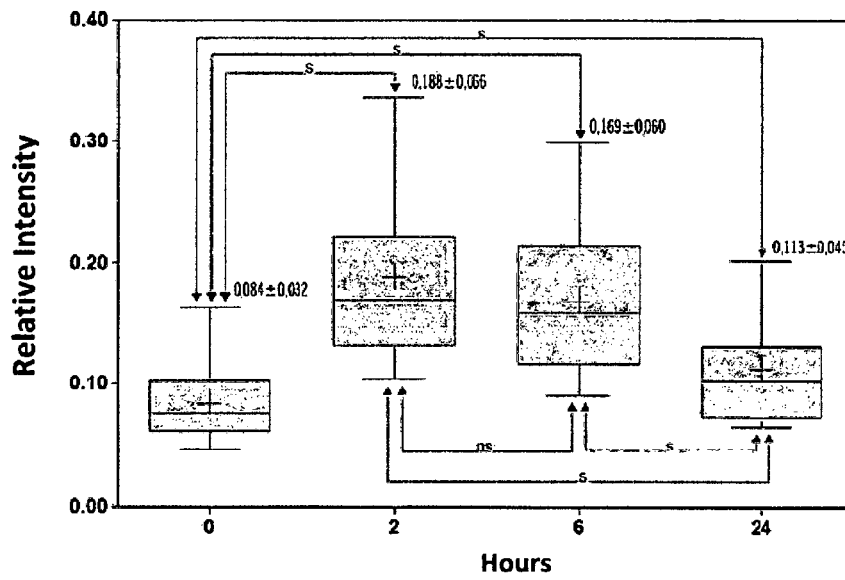 0.40
s
s
s
0,188±0,066
0.30
0,169±0,060
Relative Intensity
0.20
0,113±0,045
0,084±0,032
0.10
ns
s
s
0.00
0
2
6
24
Hours